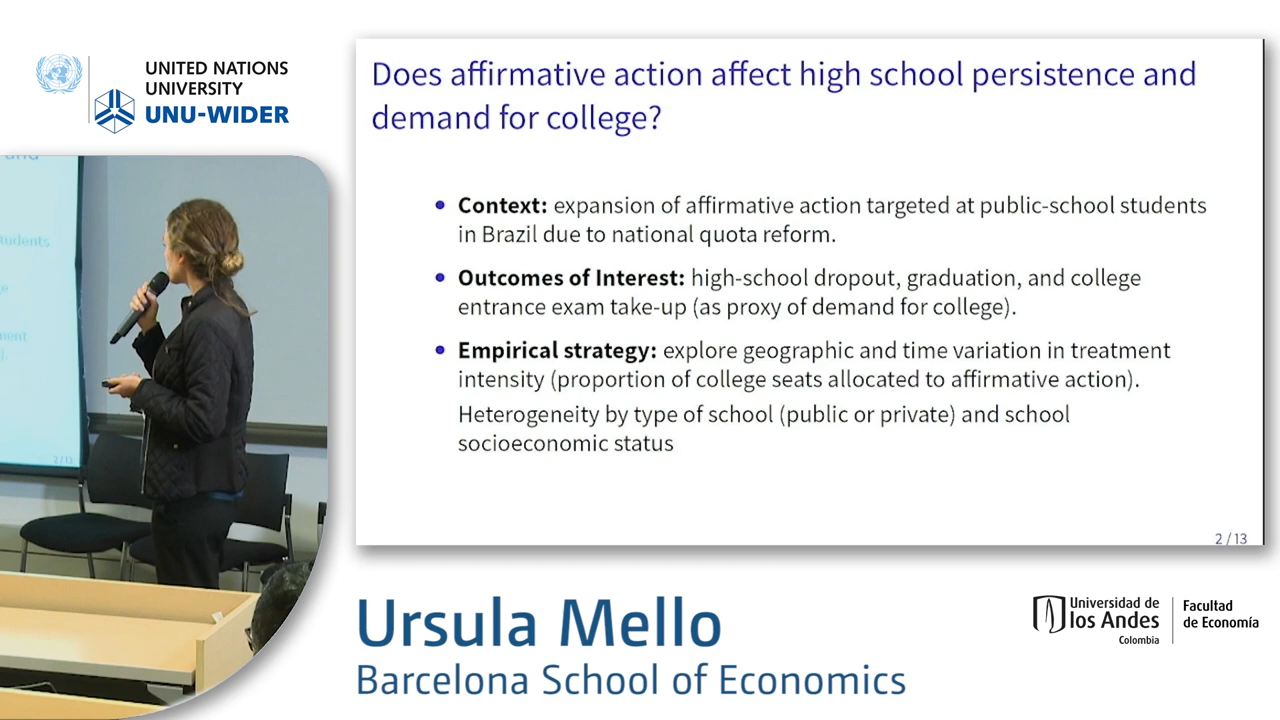 UNITED NATIONS
UNIVERSITY
UNU-WIDER
Does affirmative action affect high school persistence and
demand for college?
Context: expansion of affirmative action targeted at public-school students
in Brazil due to national quota reform.
Outcomes of Interest: high-school dropout, graduation, and college
entrance exam take-up (as proxy of demand for college).
Empirical strategy: explore geographic and time variation in treatment
intensity (proportion of college seats allocated to affirmative action).
Heterogeneity by type of school (public or private) and school
socioeconomic status
2 / 13
and
tudents
e
ment
).
2 / 13
Ursula Mello
Barcelona School of Economics
Universidad de
los Andes
Colombia
Facultad
de Economía